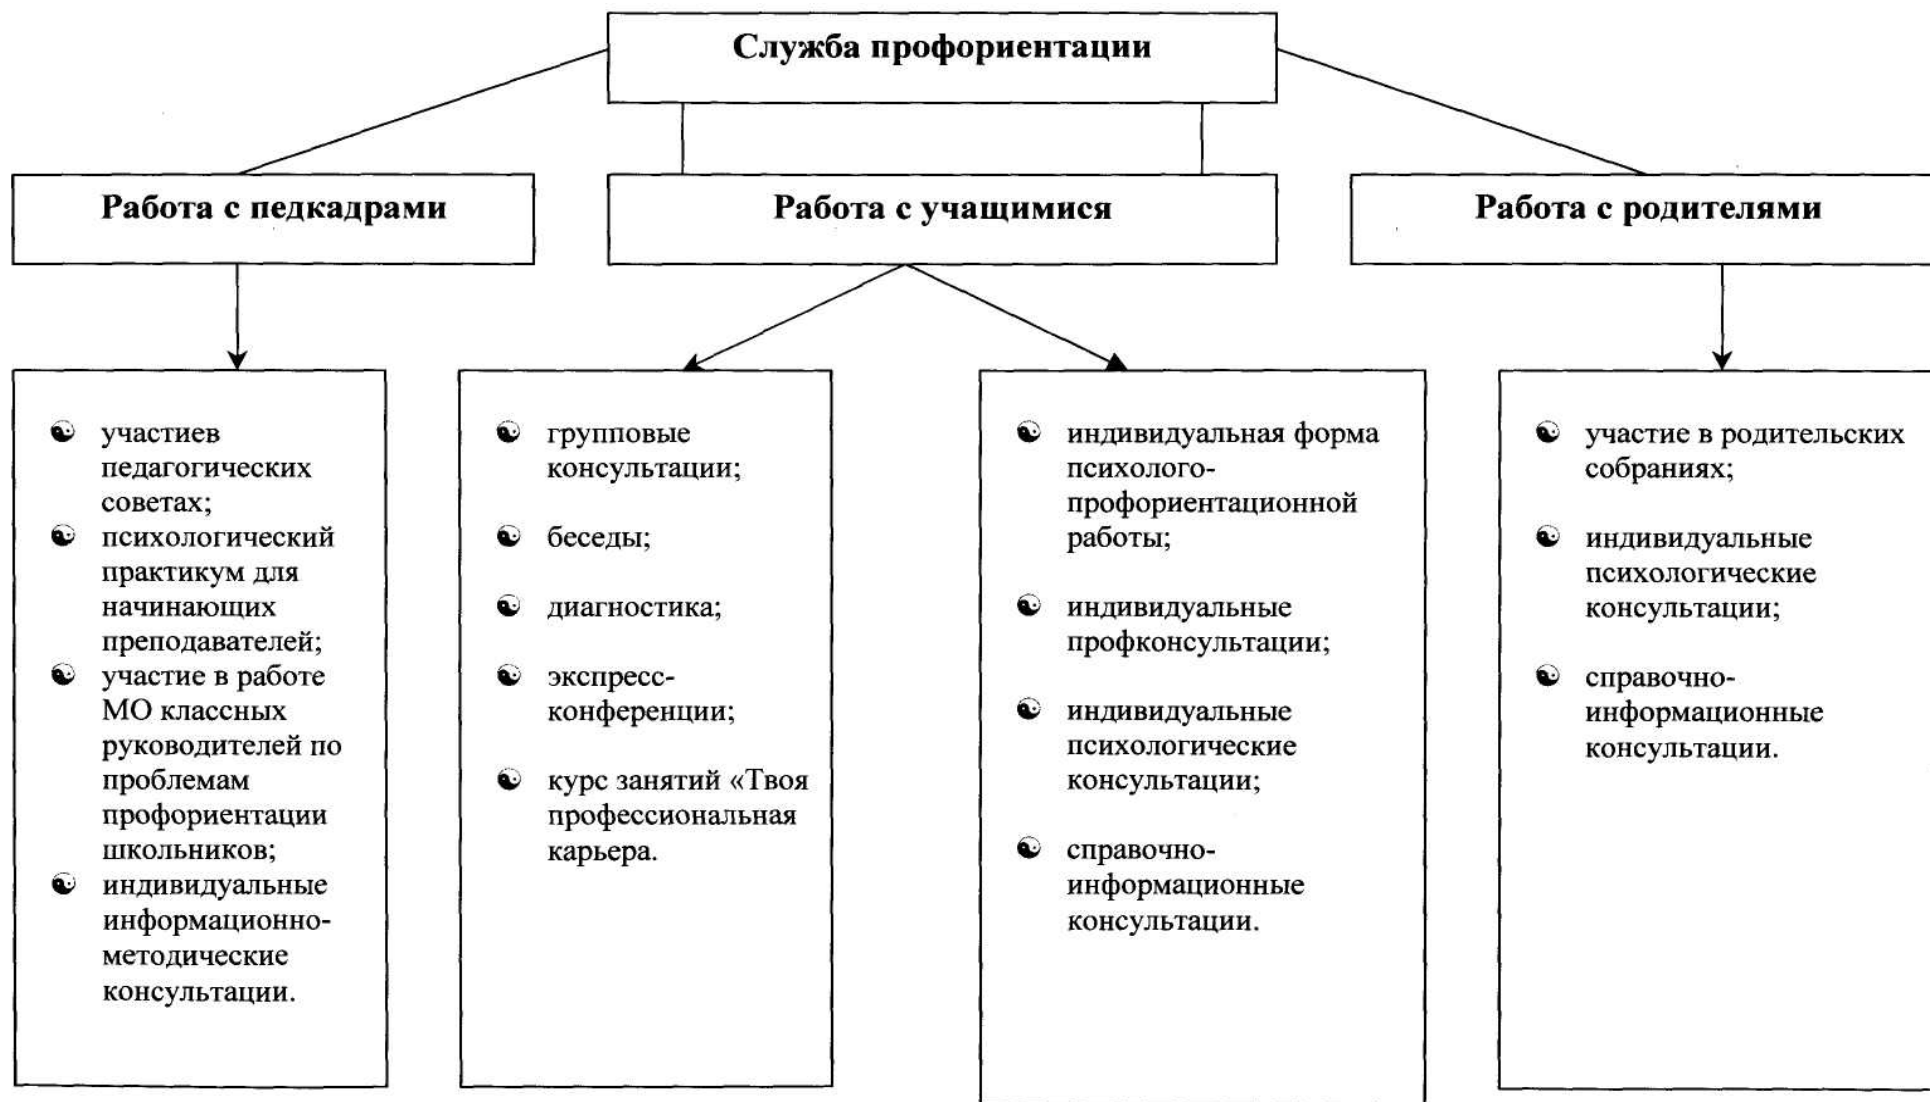 Служба профориентации
Работа с педкадрами
Работа с учащимися
Работа с родителями
участиев
педагогических
советах;
психологический
практикум для
начинающих
преподавателей;
участие в работе
МО классных
руководителей по
проблемам
профориентации
школьников;
индивидуальные
информационно-
методические
консультации.
групповые
консультации;
беседы;
диагностика;
экспресс-
конференции;
курс занятий «Твоя
профессиональная
карьера.
индивидуальная форма
психолого-
профориентационной
работы;
индивидуальные
профконсультации;
индивидуальные
психологические
консультации;
справочно-
информационные
консультации.
участие в родительских
собраниях;
индивидуальные
психологические
консультации;
справочно-
информационные
консультации.